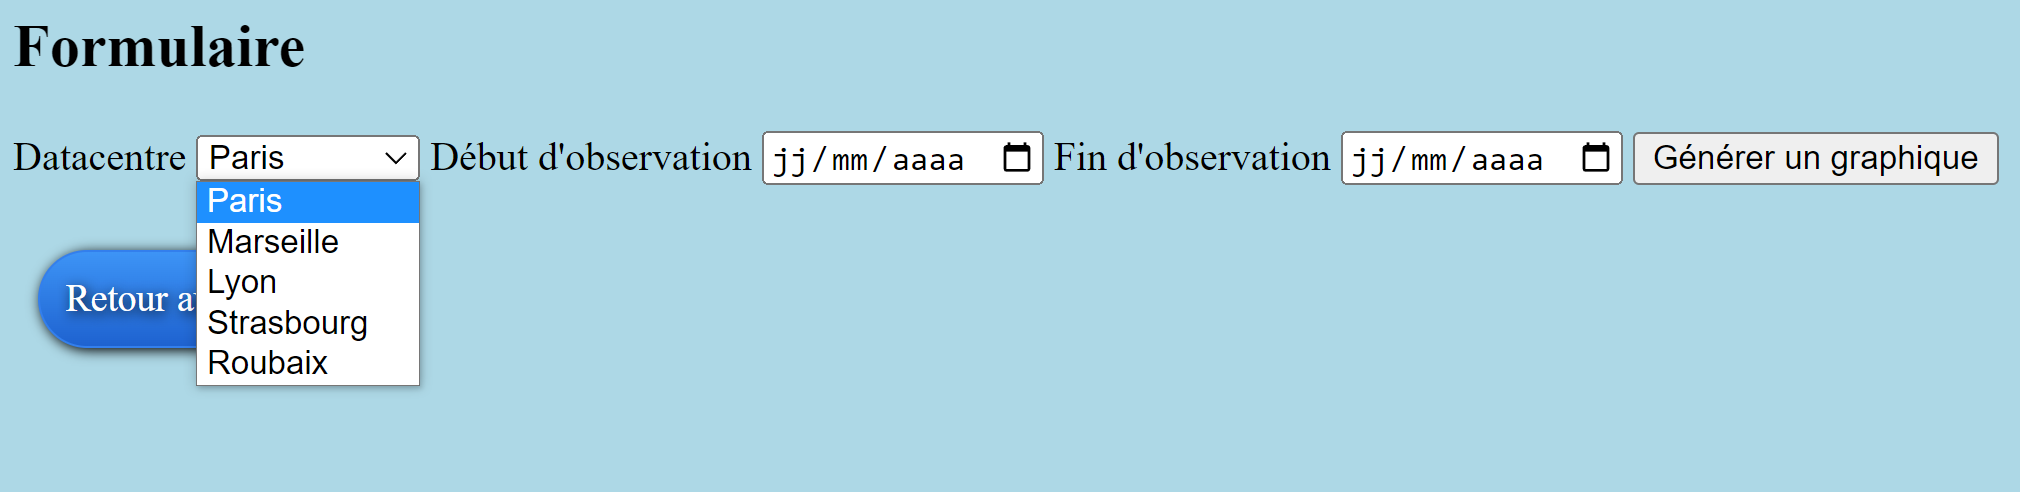 Formulaire
Datacentre Paris Début d'observation jj/mm/aaaa Fin d'observation jj/mm/aaaa Générer un graphique
Paris
Marseille
Lyon
Retour
Strasbourg
Roubaix